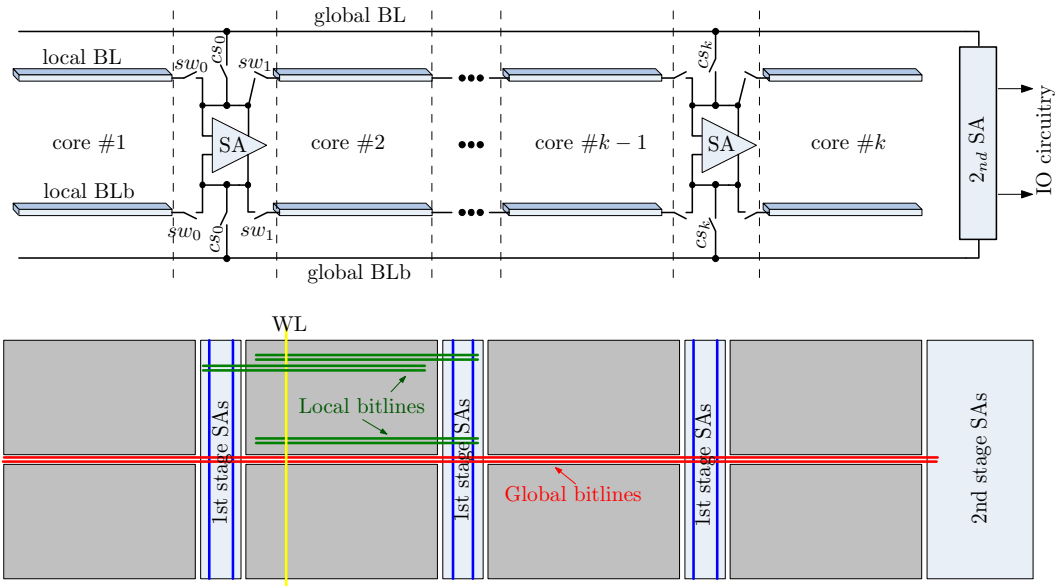 global BL
local BL
sw₀
cs₀
sw₁
csₖ
core #1
SA
core #2
core #k − 1
SA
core #k
2ₙd SA
IO circuitry
local BLb
sw₀
cs₀
sw₁
csₖ
global BLb
WL
Local bitlines
Global bitlines
1st stage SAs
1st stage SAs
1st stage SAs
2nd stage SAs